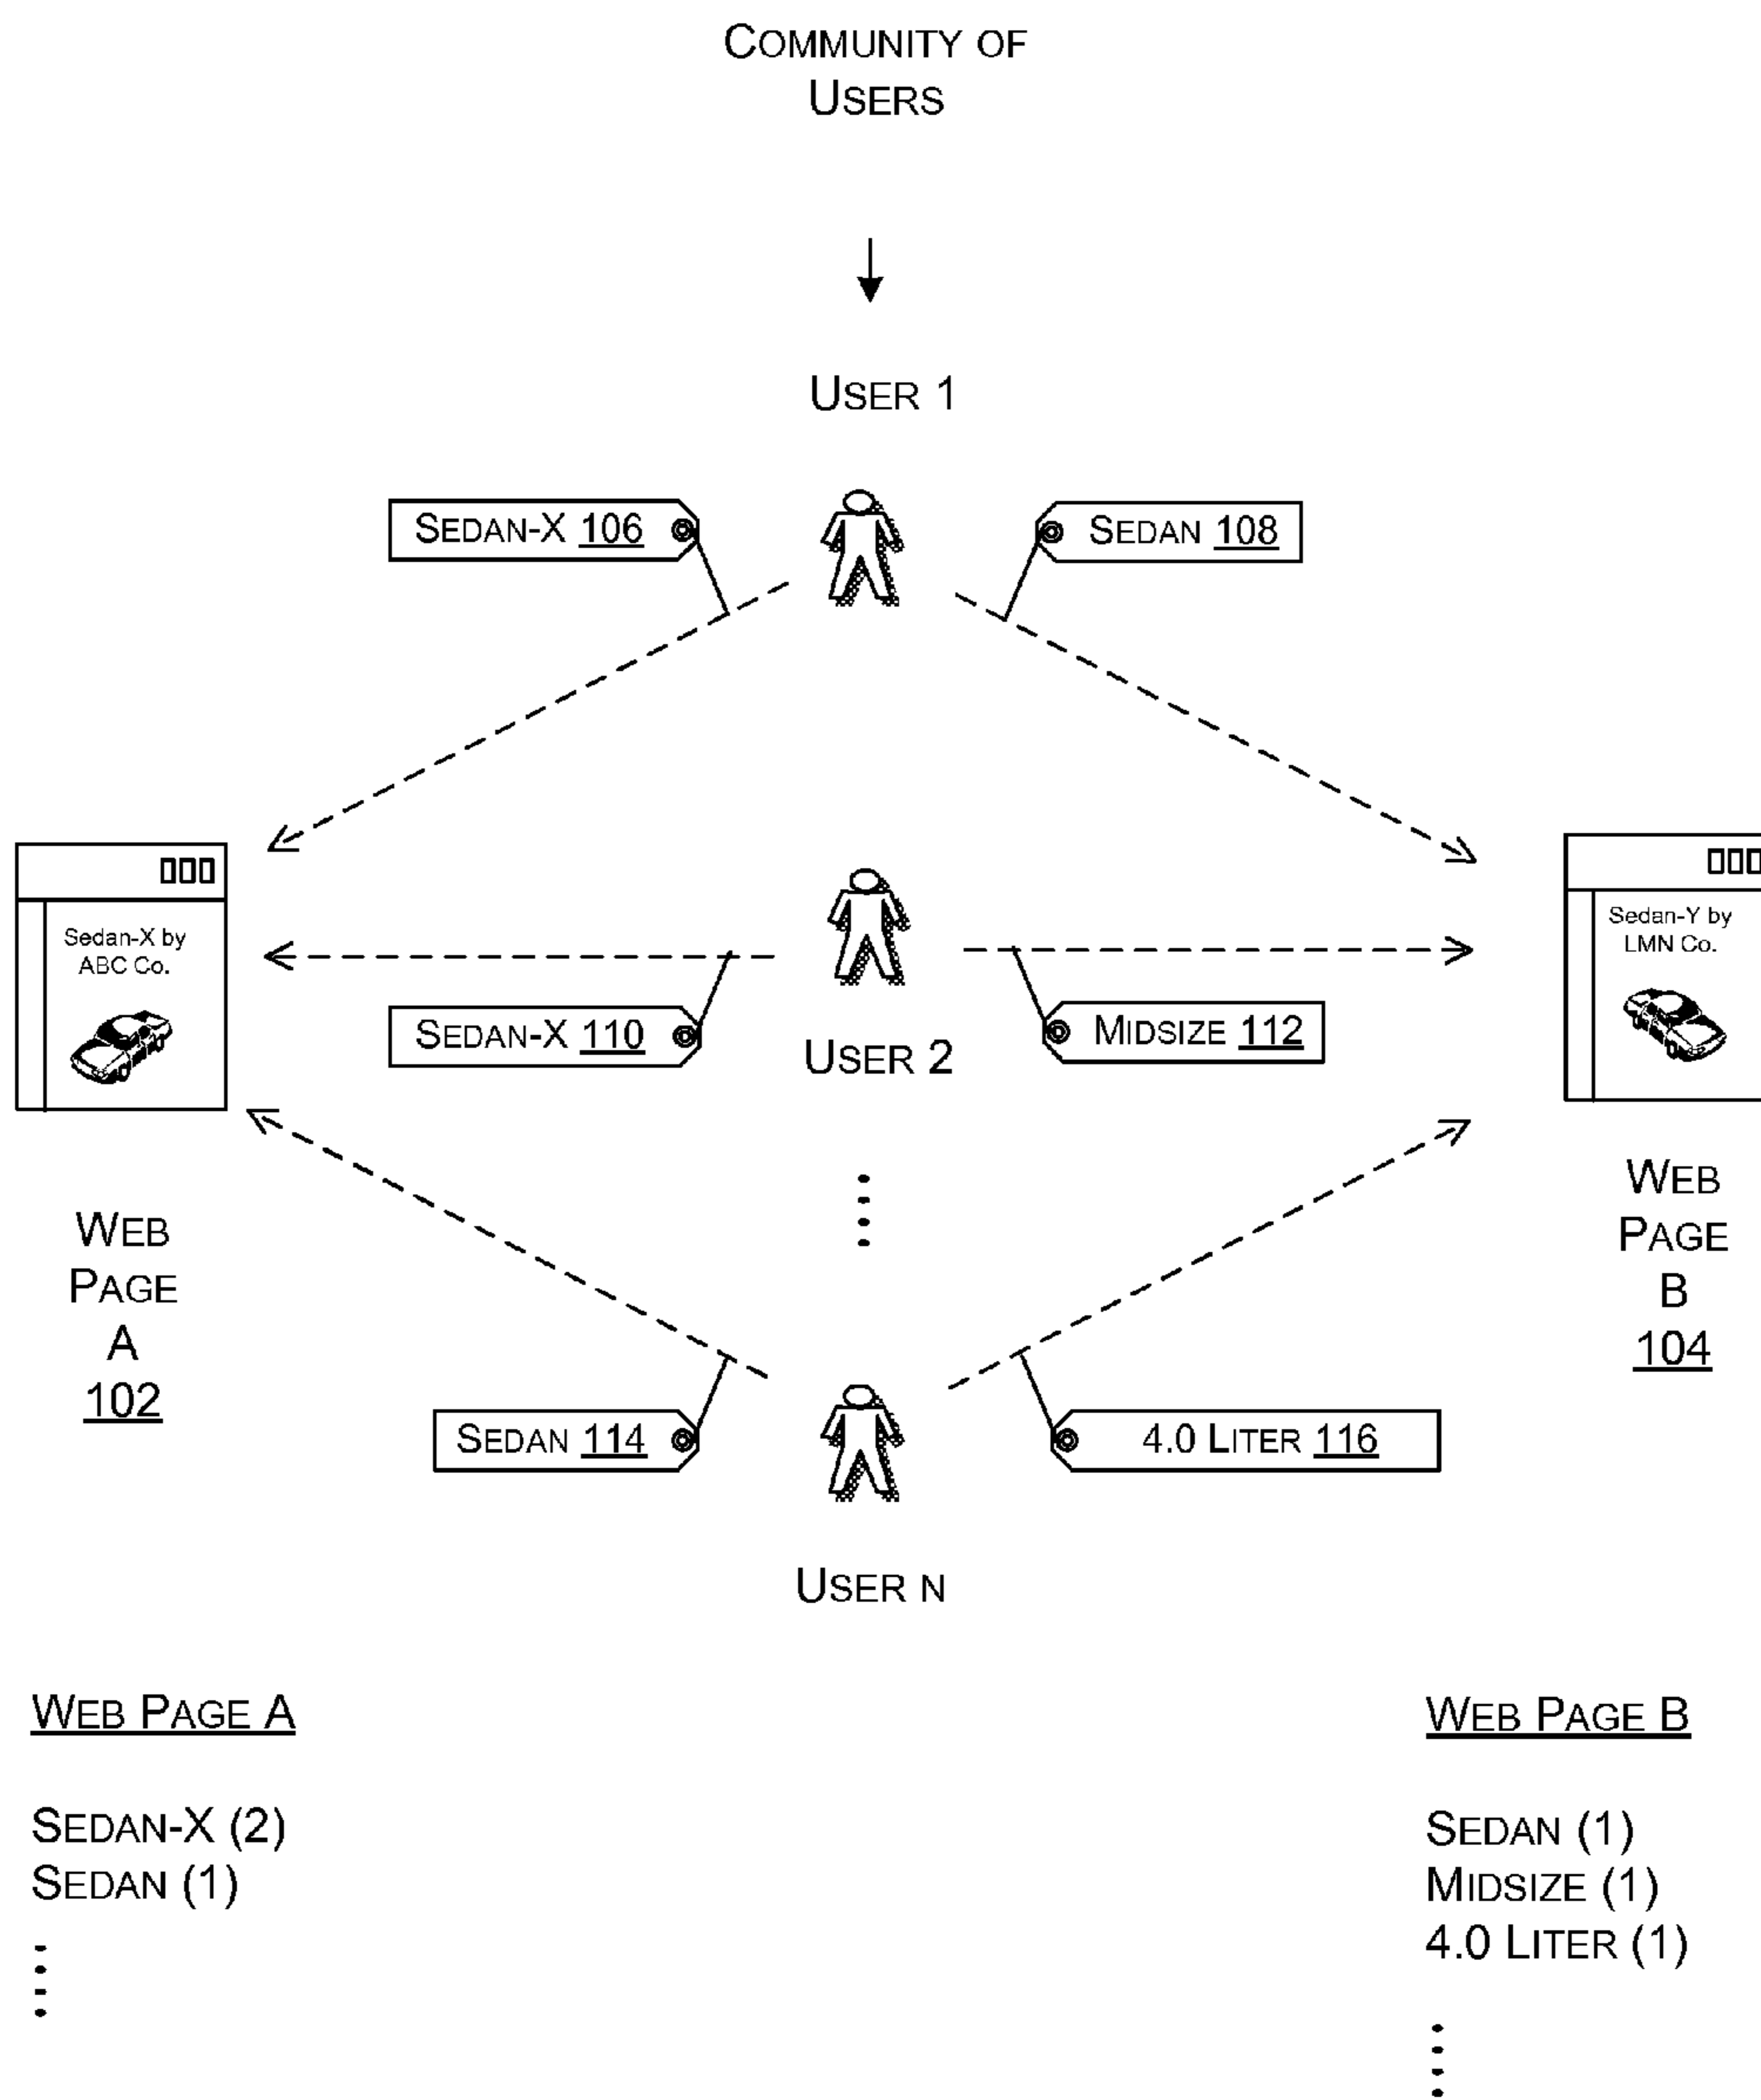 COMMUNITY OF
USERS
USER 1
SEDAN-X 106
SEDAN 108
Sedan-X by
ABC Co.
Sedan-Y by
LMN Co.
SEDAN-X 110
USER 2
MIDSIZE 112
WEB
PAGE
A
102
WEB
PAGE
B
104
SEDAN 114
4.0 LITER 116
USER N
WEB PAGE A
SEDAN-X (2)
SEDAN (1)
WEB PAGE B
SEDAN (1)
MIDSIZE (1)
4.0 LITER (1)